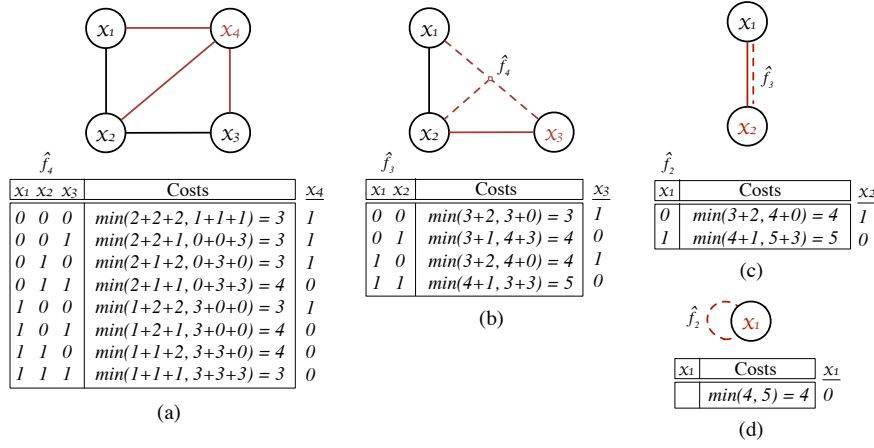 x₁ x₄
x₂ x₃
f̂₄
x₁ x₂ x₃ Costs x₄
0 0 0 min(2+2+2, 1+1+1) = 3 1
0 0 1 min(2+2+1, 0+0+3) = 3 1
0 1 0 min(2+1+2, 0+3+0) = 3 1
0 1 1 min(2+1+1, 0+3+3) = 4 0
1 0 0 min(1+2+2, 3+0+0) = 3 1
1 0 1 min(1+2+1, 3+0+0) = 4 0
1 1 0 min(1+1+2, 3+3+0) = 4 0
1 1 1 min(1+1+1, 3+3+3) = 3 0
(a)
x₁
f̂₄
x₂ x₃
f̂₃
x₁ x₂ Costs x₃
0 0 min(3+2, 3+0) = 3 1
0 1 min(3+1, 4+3) = 4 0
1 0 min(3+2, 4+0) = 4 1
1 1 min(4+1, 3+3) = 5 0
(b)
x₁
f̂₃
x₂
f̂₂
x₁ Costs x₂
0 min(3+2, 4+0) = 4 1
1 min(4+1, 5+3) = 5 0
(c)
f̂₂ x₁
x₁ Costs x₁
min(4, 5) = 4 0
(d)